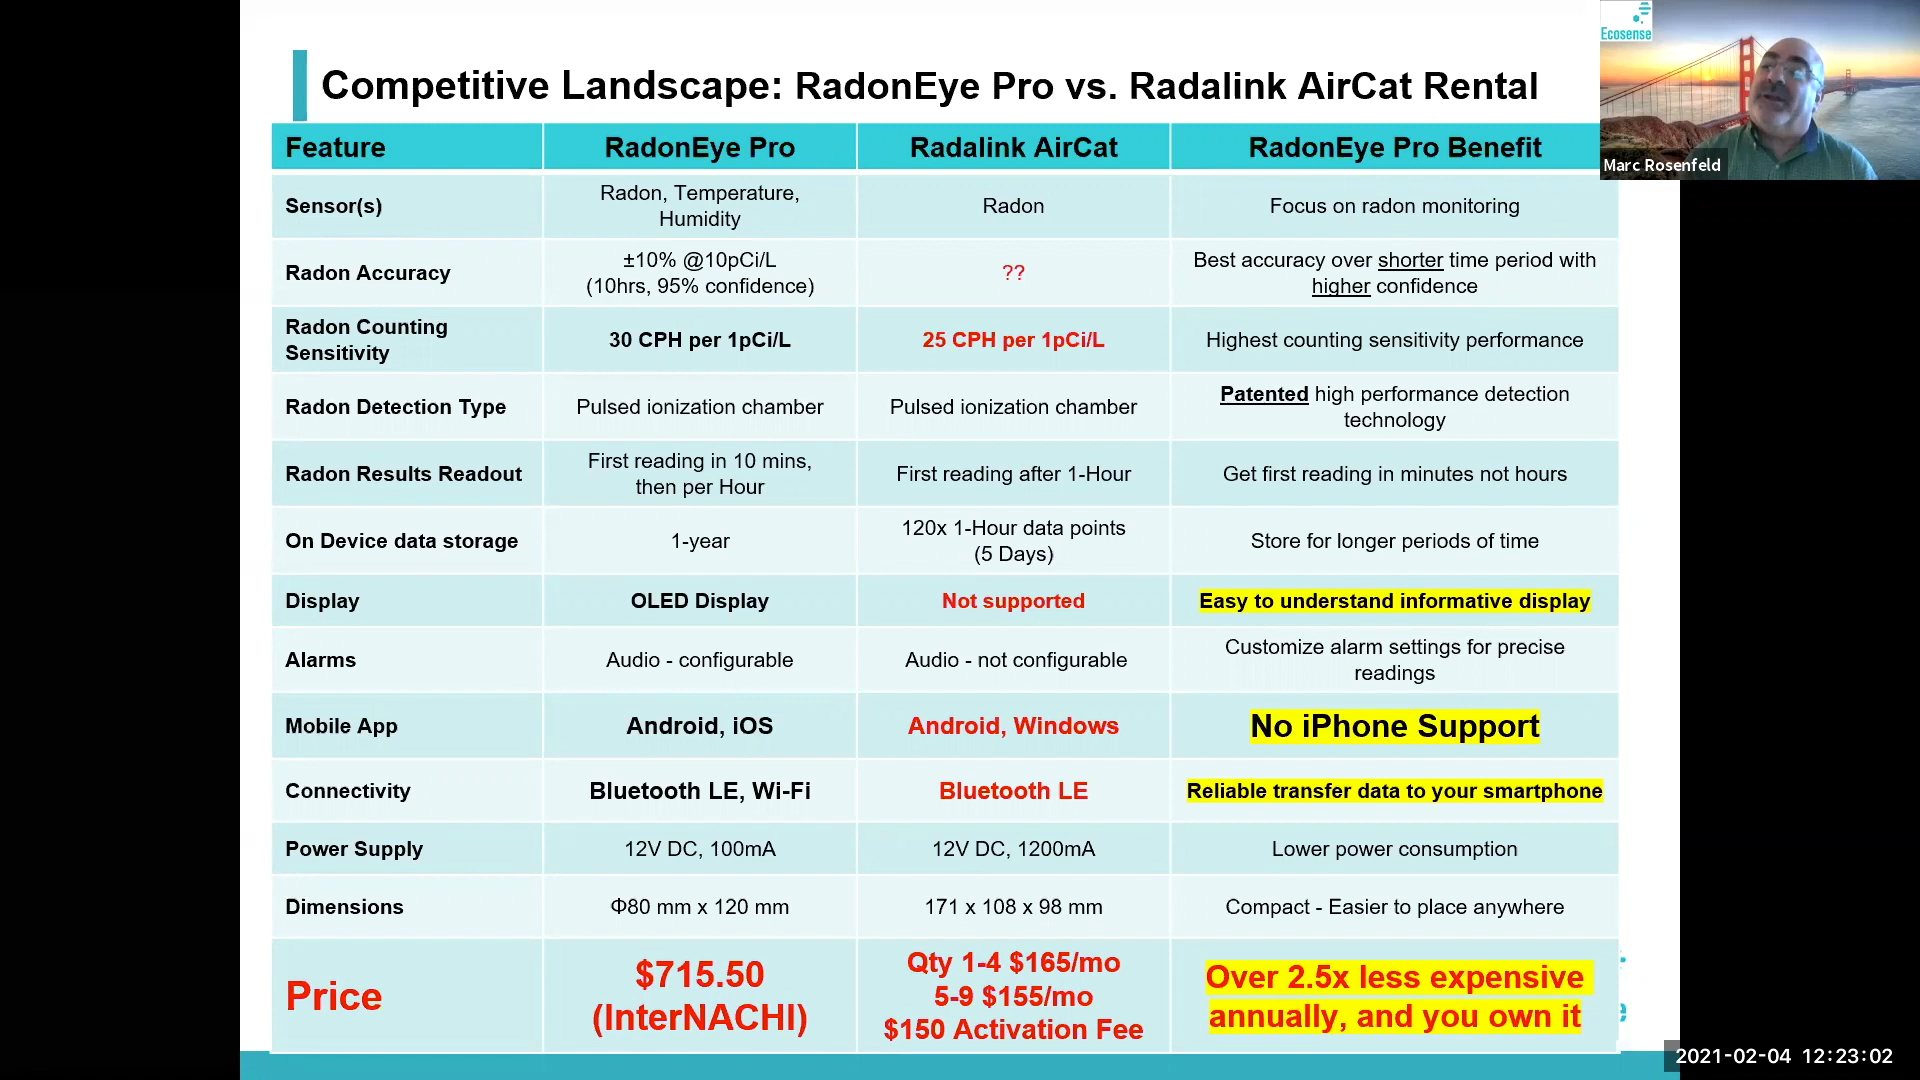 Competitive Landscape: RadonEye Pro vs. Radalink AirCat Rental
Ecosense
Marc Rosenfeld
Feature
RadonEye Pro
Radalink AirCat
RadonEye Pro Benefit
Sensor(s)
Radon, Temperature,
Humidity
Radon
Focus on radon monitoring
Radon Accuracy
±10% @10pCi/L
(10hrs, 95% confidence)
??
Best accuracy over shorter time period with
higher confidence
Radon Counting
Sensitivity
30 CPH per 1pCi/L
25 CPH per 1pCi/L
Highest counting sensitivity performance
Radon Detection Type
Pulsed ionization chamber
Pulsed ionization chamber
Patented high performance detection
technology
Radon Results Readout
First reading in 10 mins,
then per Hour
First reading after 1-Hour
Get first reading in minutes not hours
On Device data storage
1-year
120x 1-Hour data points
(5 Days)
Store for longer periods of time
Display
OLED Display
Not supported
Easy to understand informative display
Alarms
Audio - configurable
Audio - not configurable
Customize alarm settings for precise
readings
Mobile App
Android, iOS
Android, Windows
No iPhone Support
Connectivity
Bluetooth LE, Wi-Fi
Bluetooth LE
Reliable transfer data to your smartphone
Power Supply
12V DC, 100mA
12V DC, 1200mA
Lower power consumption
Dimensions
Φ80 mm x 120 mm
171 x 108 x 98 mm
Compact - Easier to place anywhere
Price
$715.50
(InterNACHI)
Qty 1-4 $165/mo
5-9 $155/mo
$150 Activation Fee
Over 2.5x less expensive
annually, and you own it
2021-02-04 12:23:02